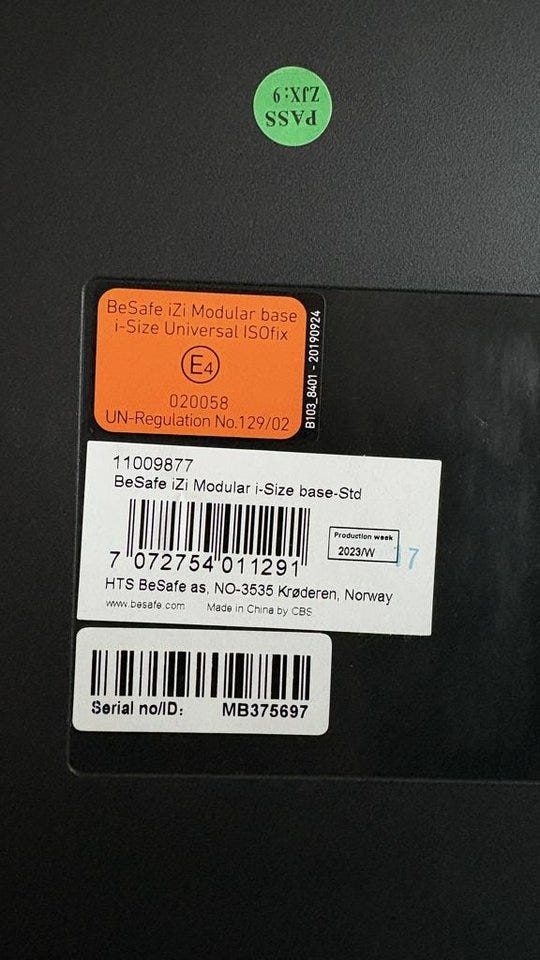 PASS
ZJX:9
BeSafe iZi Modular base
i-Size Universal ISOfix
E4
020058
UN-Regulation No.129/02
B103_8401 - 20190924
11009877
BeSafe iZi Modular i-Size base-Std
Production week
2023/W 17
7 072754 011291
HTS BeSafe as, NO-3535 Krøderen, Norway
www.besafe.com Made in China by CBS
Serial no/ID: MB375697